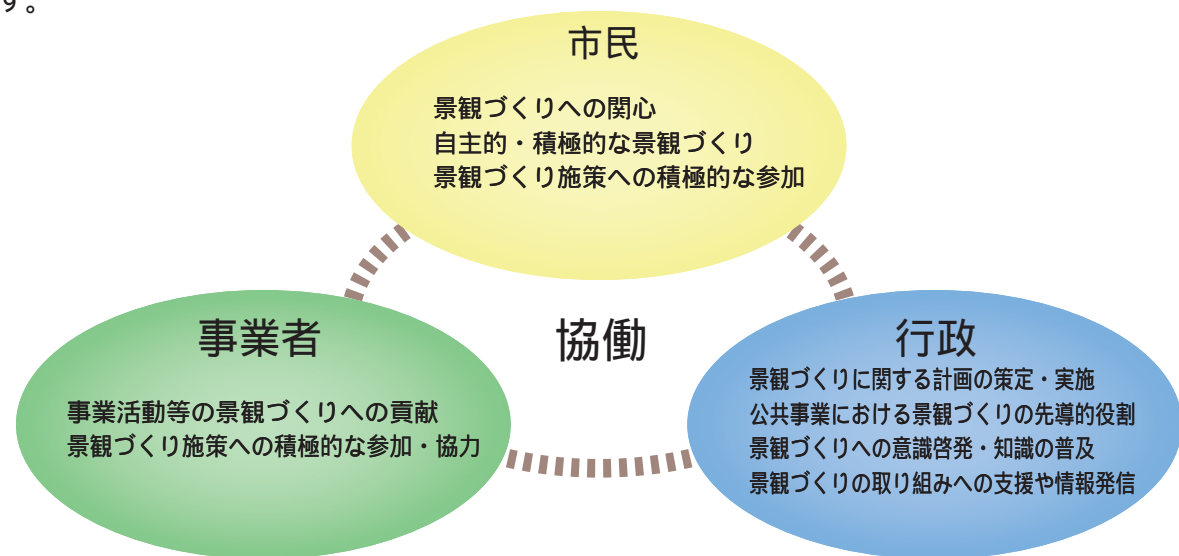 す。
市民
景観づくりへの関心
自主的・積極的な景観づくり
景観づくり施策への積極的な参加
事業者
事業活動等の景観づくりへの貢献
景観づくり施策への積極的な参加・協力
協働
行政
景観づくりに関する計画の策定・実施
公共事業における景観づくりの先導的役割
景観づくりへの意識啓発・知識の普及
景観づくりの取り組みへの支援や情報発信